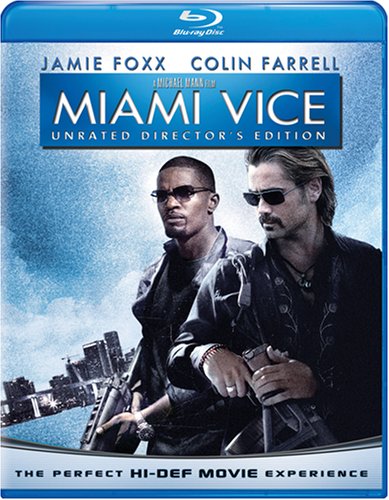 Blu-ray Disc
JAMIE FOXX COLIN FARRELL
A MICHAEL MANN FILM
MIAMI VICE
UNRATED DIRECTOR'S EDITION
THE PERFECT HI-DEF MOVIE EXPERIENCE